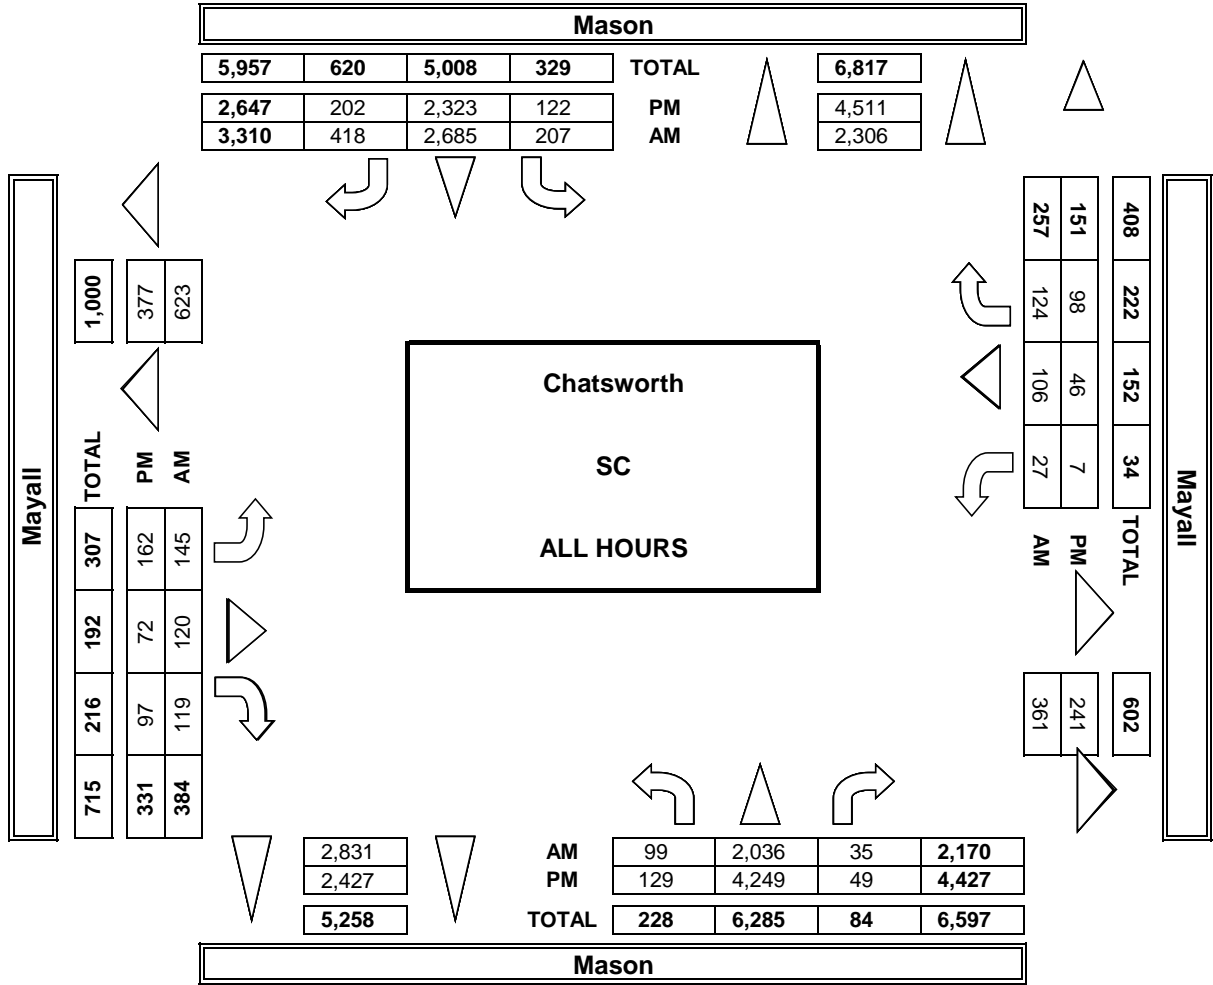 Mason
5,957 620 5,008 329 TOTAL 6,817
2,647 202 2,323 122 PM 4,511
3,310 418 2,685 207 AM 2,306
Mayall
1,000 377 623
TOTAL PM AM
307 162 145
192 72 120
216 97 119
715 331 384
Chatsworth
SC
ALL HOURS
257 151 408
124 98 222
106 46 152
27 7 34
AM PM TOTAL
361 241 602
Mayall
2,831 AM 99 2,036 35 2,170
2,427 PM 129 4,249 49 4,427
5,258 TOTAL 228 6,285 84 6,597
Mason